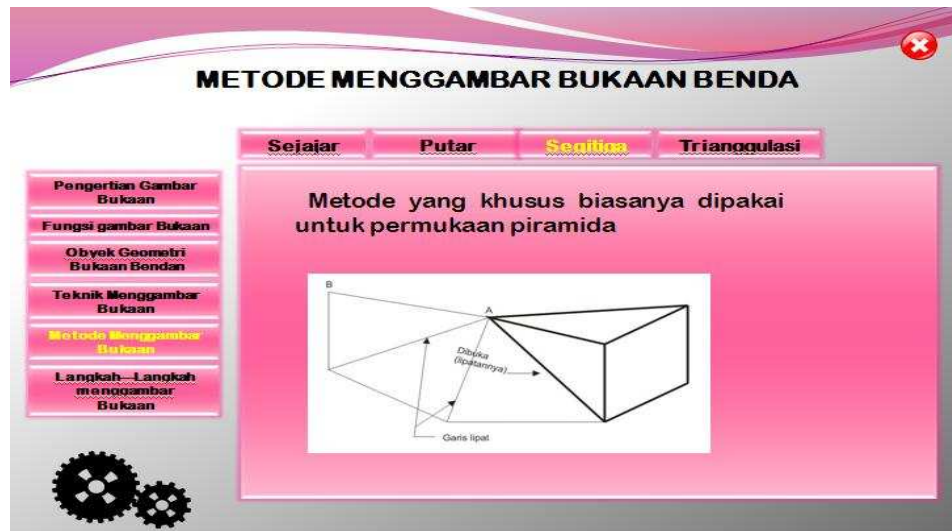 METODE MENGGAMBAR BUKAAN BENDA
Sejajar
Putar
Segitiga
Trianggulasi
Pengertian Gambar
Bukaan
Fungsi gambar Bukaan
Obyek Geometri
Bukaan Bendan
Teknik Menggambar
Bukaan
Metode Menggambar
Bukaan
Langkah—Langkah
menggambar
Bukaan
Metode yang khusus biasanya dipakai
untuk permukaan piramida
B
A
Dibuka
(lipatannya)
Garis lipat